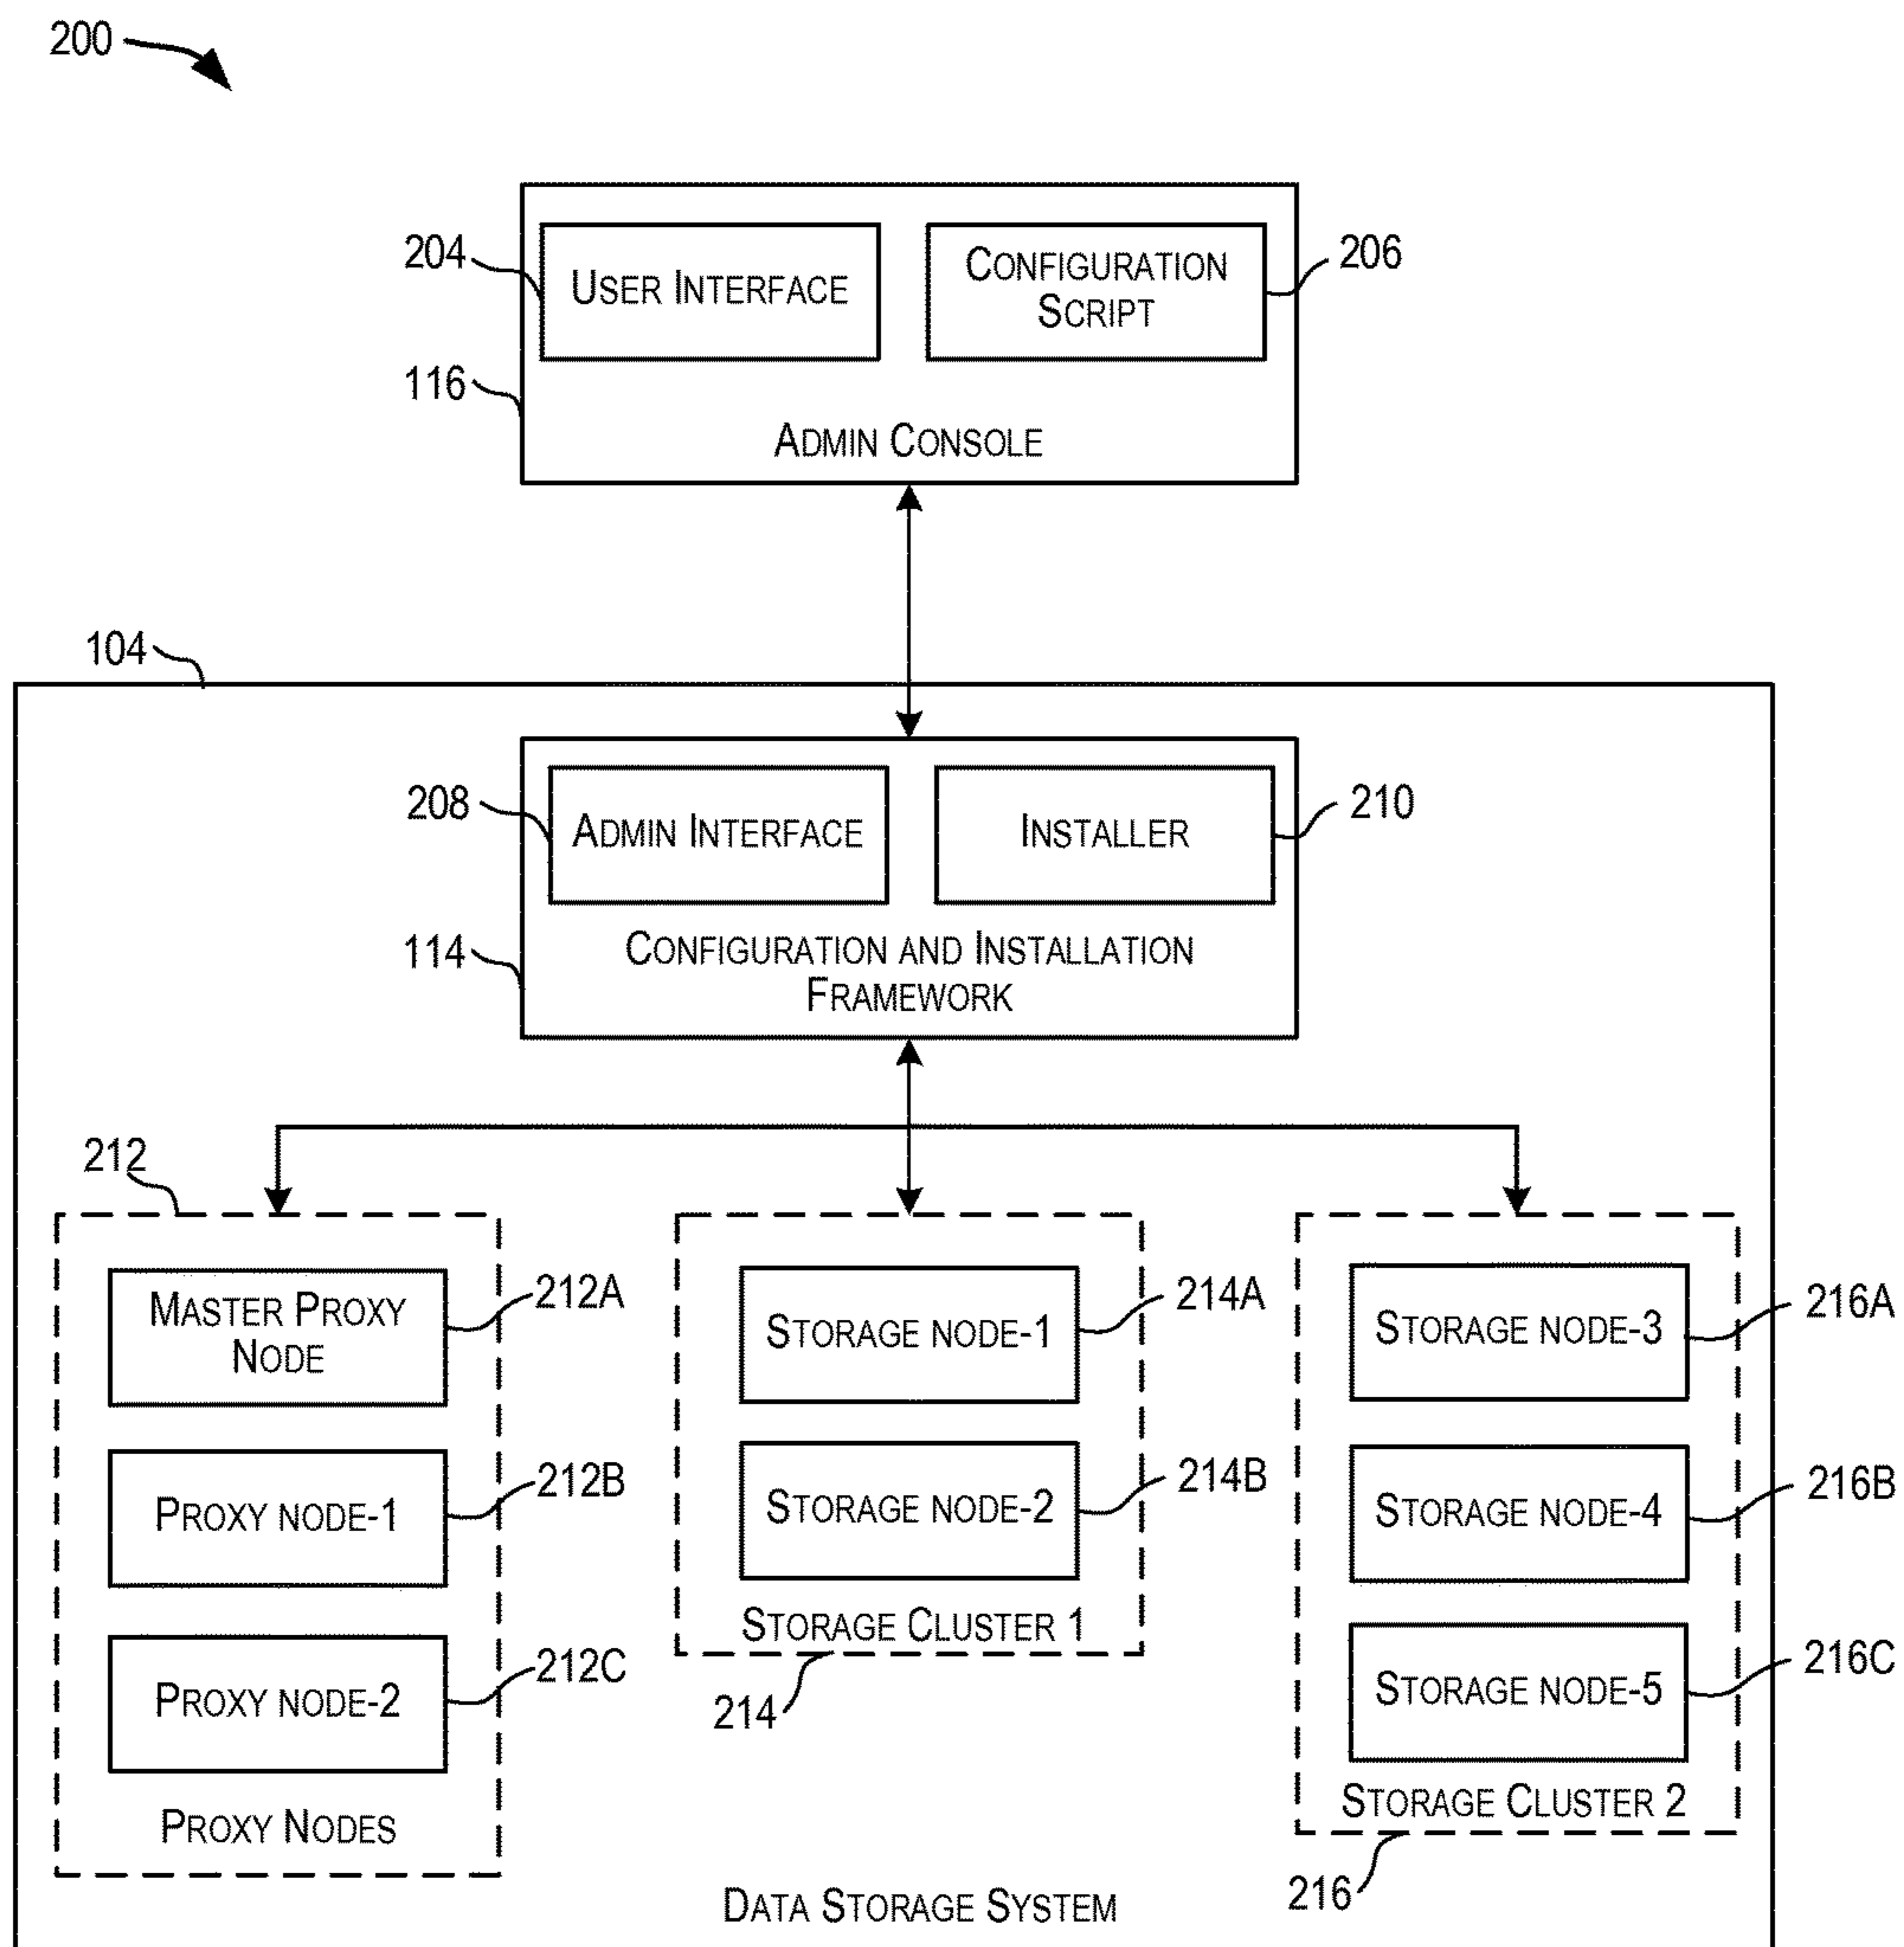 200
204
USER INTERFACE
CONFIGURATION
SCRIPT
206
116
ADMIN CONSOLE
104
208
ADMIN INTERFACE
INSTALLER
210
114
CONFIGURATION AND INSTALLATION
FRAMEWORK
212
MASTER PROXY
NODE
212A
PROXY NODE-1
212B
PROXY NODE-2
212C
PROXY NODES
STORAGE NODE-1
214A
STORAGE NODE-2
214B
STORAGE CLUSTER 1
214
STORAGE NODE-3
216A
STORAGE NODE-4
216B
STORAGE NODE-5
216C
STORAGE CLUSTER 2
216
DATA STORAGE SYSTEM